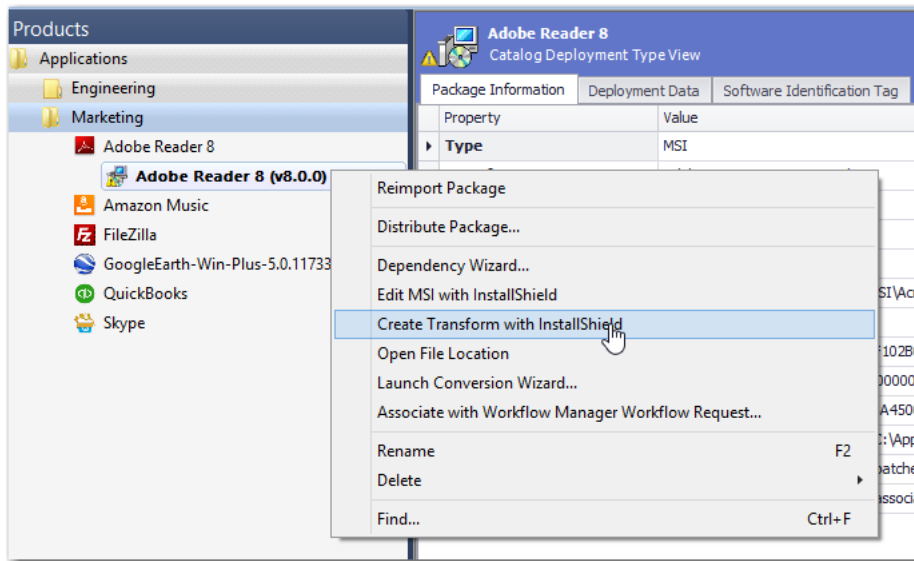 Products
Applications
Engineering
Marketing
Adobe Reader 8
Adobe Reader 8 (v8.0.0)
Amazon Music
FileZilla
GoogleEarth-Win-Plus-5.0.11733
QuickBooks
Skype
Adobe Reader 8
Catalog Deployment Type View
Package Information Deployment Data Software Identification Tag
Property Value
Type MSI
Reimport Package
Distribute Package...
Dependency Wizard...
Edit MSI with InstallShield
Create Transform with InstallShield
Open File Location
Launch Conversion Wizard...
Associate with Workflow Manager Workflow Request...
Rename F2
Delete
Find... Ctrl+F